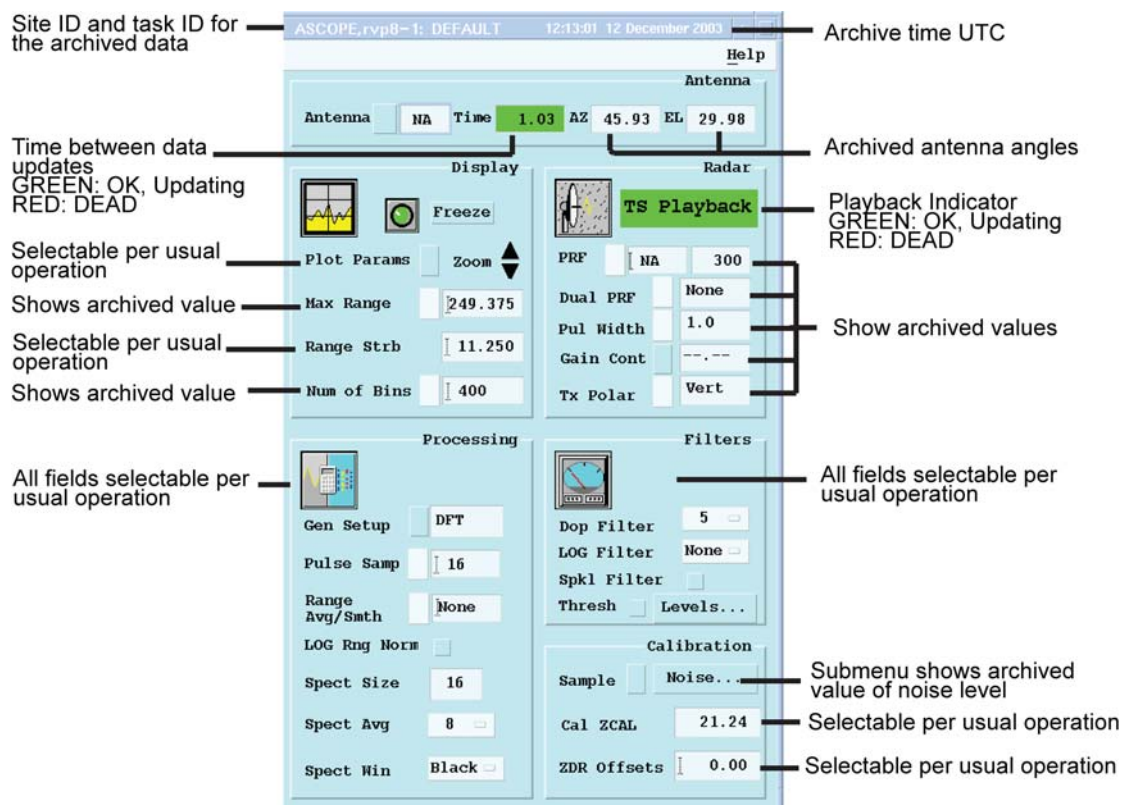 Site ID and task ID for
the archived data
ASCOPE,rvp8-1: DEFAULT 12:13:01 12 December 2003
Archive time UTC
Help
Antenna
Antenna NA Time 1.03 AZ 45.93 EL 29.98
Time between data
updates
GREEN: OK, Updating
RED: DEAD
Archived antenna angles
Display
Freeze
Selectable per usual
operation
Plot Params Zoom
Shows archived value
Max Range 249.375
Selectable per usual
operation
Range Strb 11.250
Shows archived value
Num of Bins 400
Radar
TS Playback
Playback Indicator
GREEN: OK, Updating
RED: DEAD
PRF NA 300
Dual PRF None
Pul Width 1.0
Gain Cont --.--
Tx Polar Vert
Show archived values
Processing
All fields selectable per
usual operation
Gen Setup DFT
Pulse Samp 16
Range
Avg/Smth None
LOG Rng Norm
Spect Size 16
Spect Avg 8
Spect Win Black
Filters
All fields selectable per
usual operation
Dop Filter 5
LOG Filter None
Spkl Filter
Thresh Levels...
Calibration
Sample Noise...
Submenu shows archived
value of noise level
Cal ZCAL 21.24
Selectable per usual operation
ZDR Offsets 0.00
Selectable per usual operation